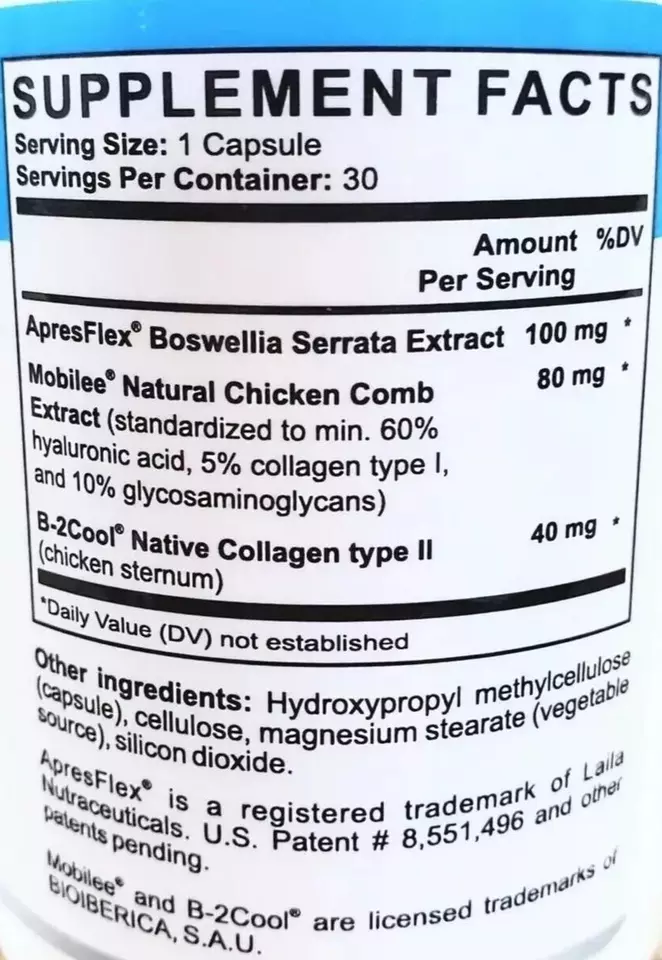 SUPPLEMENT FACTS
Serving Size: 1 Capsule
Servings Per Container: 30
Amount %DV
Per Serving
ApresFlex® Boswellia Serrata Extract 100 mg *
Mobilee® Natural Chicken Comb 80 mg *
Extract (standardized to min. 60%
hyaluronic acid, 5% collagen type I,
and 10% glycosaminoglycans)
B-2Cool® Native Collagen type II 40 mg *
(chicken sternum)
*Daily Value (DV) not established
Other ingredients: Hydroxypropyl methylcellulose
(capsule), cellulose, magnesium stearate (vegetable
source), silicon dioxide.
ApresFlex® is a registered trademark of Laila
Nutraceuticals. U.S. Patent # 8,551,496 and other
patents pending.
Mobilee® and B-2Cool® are licensed trademarks of
BIOIBERICA, S.A.U.